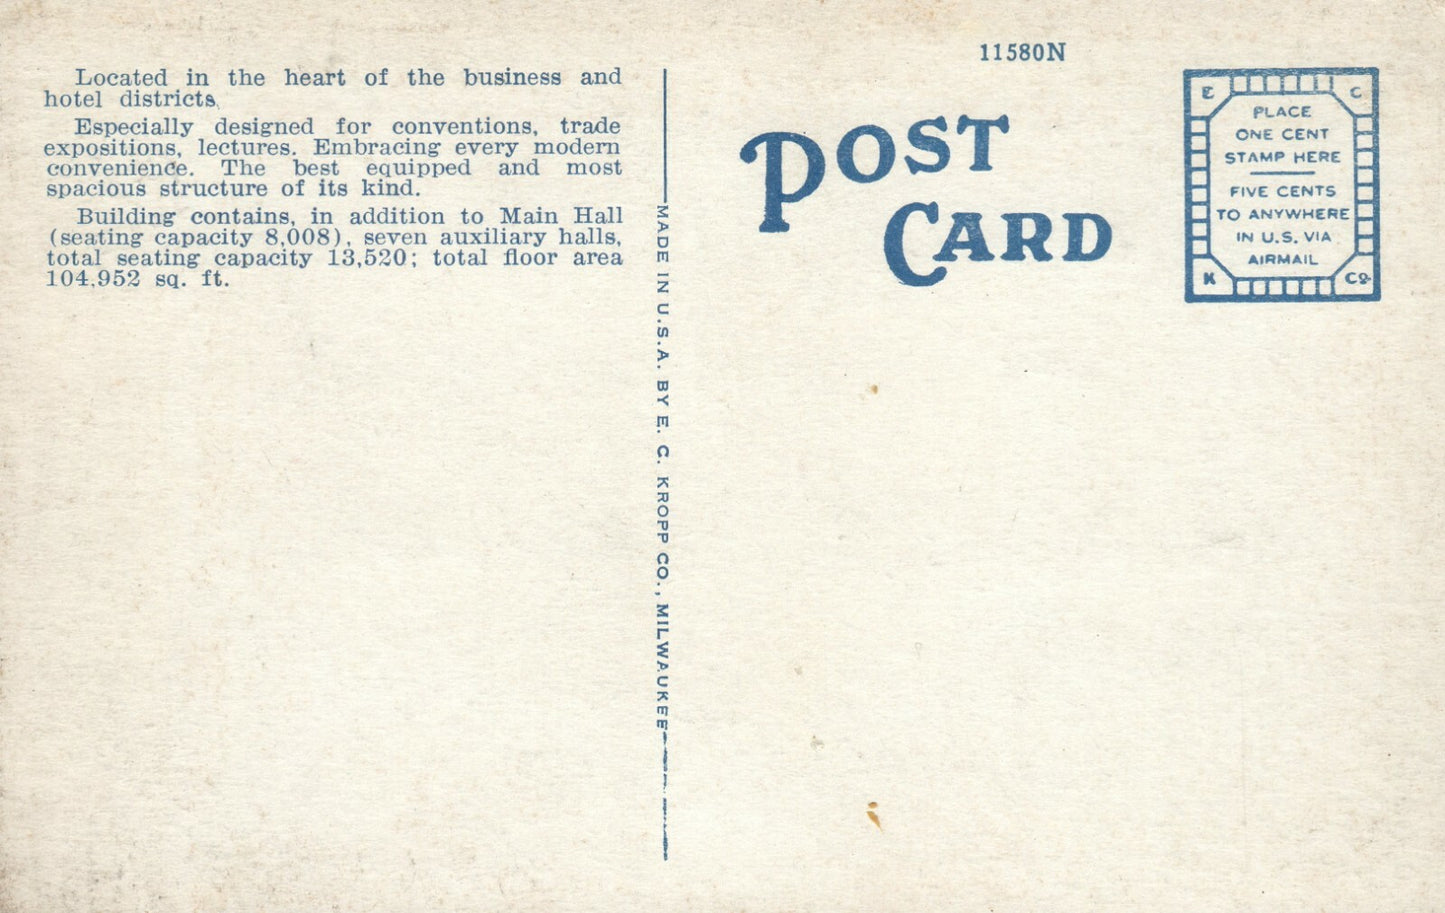 Located in the heart of the business and
hotel districts.
Especially designed for conventions, trade
expositions, lectures. Embracing every modern
convenience. The best equipped and most
spacious structure of its kind.
Building contains, in addition to Main Hall
(seating capacity 8,008), seven auxiliary halls,
total seating capacity 13,520; total floor area
104,952 sq. ft.
MADE IN U.S.A. BY E. C. KROPP CO., MILWAUKEE
11580N
POST
CARD
E C
PLACE
ONE CENT
STAMP HERE
FIVE CENTS
TO ANYWHERE
IN U.S. VIA
AIRMAIL
K Co.